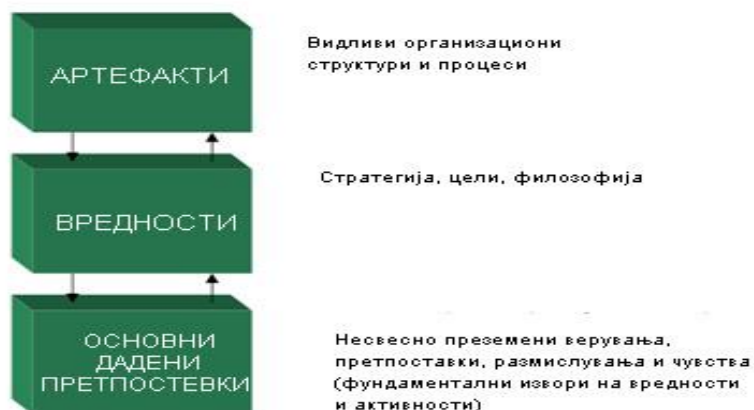 АРТЕФАКТИ
Видливи организациони
структури и процеси
ВРЕДНОСТИ
Стратегија, цели, филозофија
ОСНОВНИ
ДАДЕНИ
ПРЕТПОСТЕВКИ
Несвесно преземени верувања,
претпоставки, размислувања и чувства
(фундаментални извори на вредности
и активности)